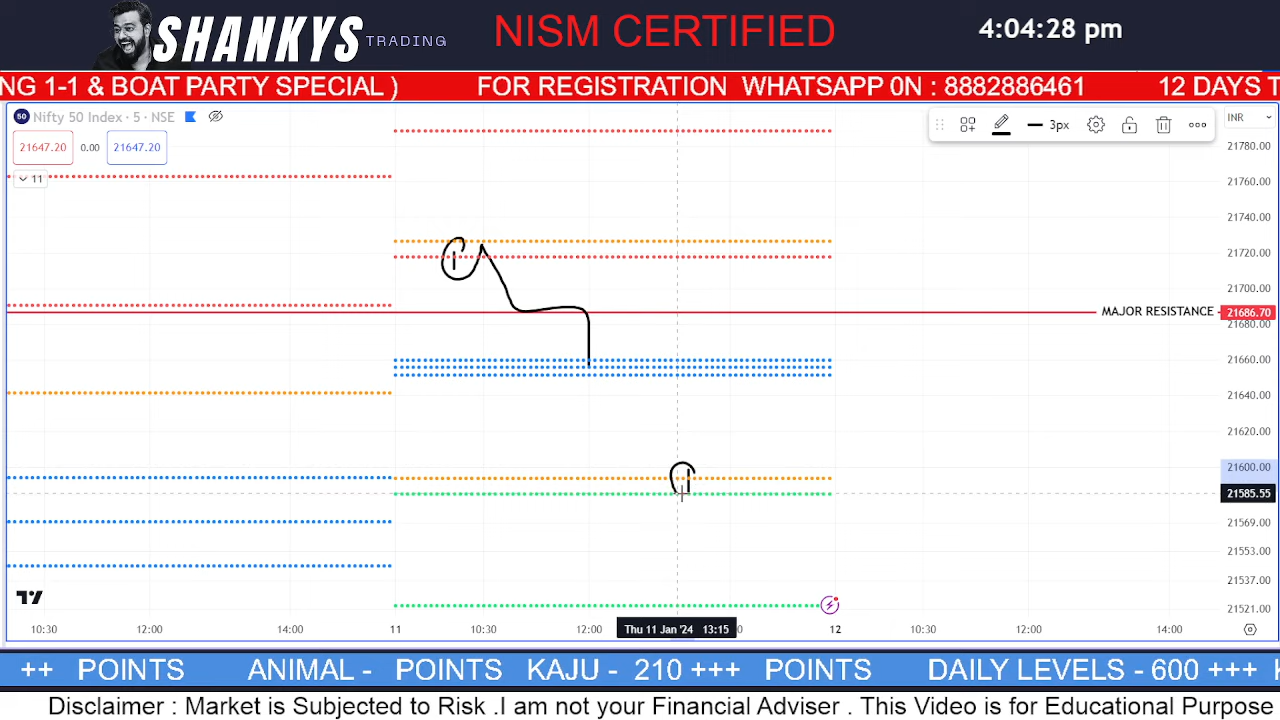 SHANKYS TRADING
NISM CERTIFIED
4:04:28 pm
NG 1-1 & BOAT PARTY SPECIAL ) FOR REGISTRATION WHATSAPP 0N : 8882886461 12 DAYS T
50 Nifty 50 Index · 5 · NSE
3px
INR
21647.20 0.00 21647.20
11
21780.00
21760.00
21740.00
21720.00
21700.00
MAJOR RESISTANCE 21686.70
21680.00
21660.00
21640.00
21620.00
21600.00
21585.55
21569.00
21553.00
21537.00
21521.00
10:30 12:00 14:00 11 10:30 12:00 Thu 11 Jan '24 13:15 12 10:30 12:00 14:00
++ POINTS ANIMAL - POINTS KAJU - 210 +++ POINTS DAILY LEVELS - 600 +++ K
Disclaimer : Market is Subjected to Risk .I am not your Financial Adviser . This Video is for Educational Purpose